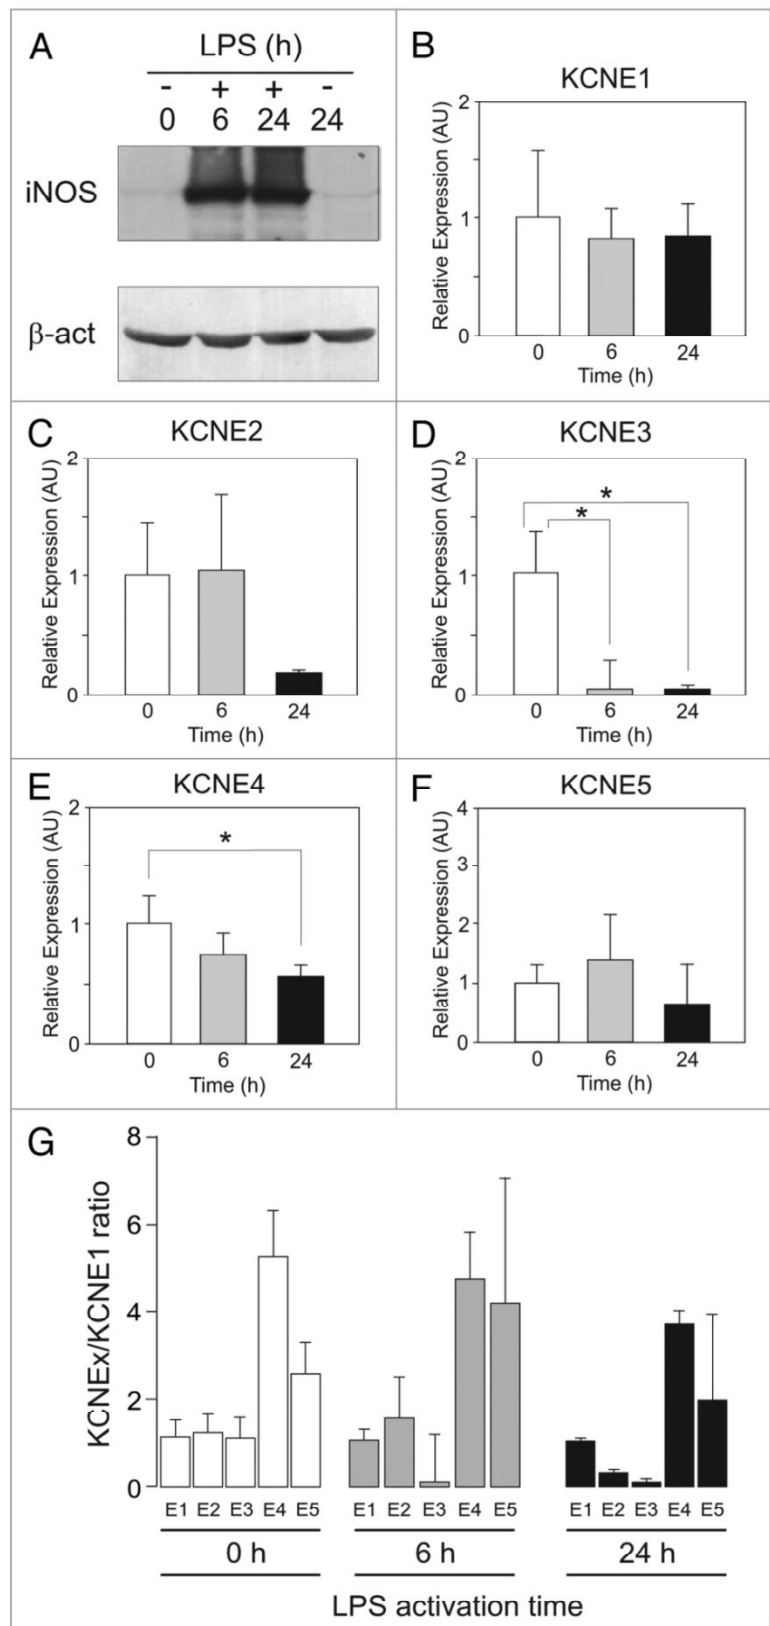 A
LPS (h)
- + + -
0 6 24 24
iNOS
β-act
B
KCNE1
Relative Expression (AU)
2
1
0
0 6 24
Time (h)
C
KCNE2
Relative Expression (AU)
2
1
0
0 6 24
Time (h)
D
KCNE3
Relative Expression (AU)
2
1
0
*
*
0 6 24
Time (h)
E
KCNE4
Relative Expression (AU)
2
1
0
*
0 6 24
Time (h)
F
KCNE5
Relative Expression (AU)
4
3
2
1
0
0 6 24
Time (h)
G
KCNEx/KCNE1 ratio
8
6
4
2
0
E1 E2 E3 E4 E5 E1 E2 E3 E4 E5 E1 E2 E3 E4 E5
0 h 6 h 24 h
LPS activation time